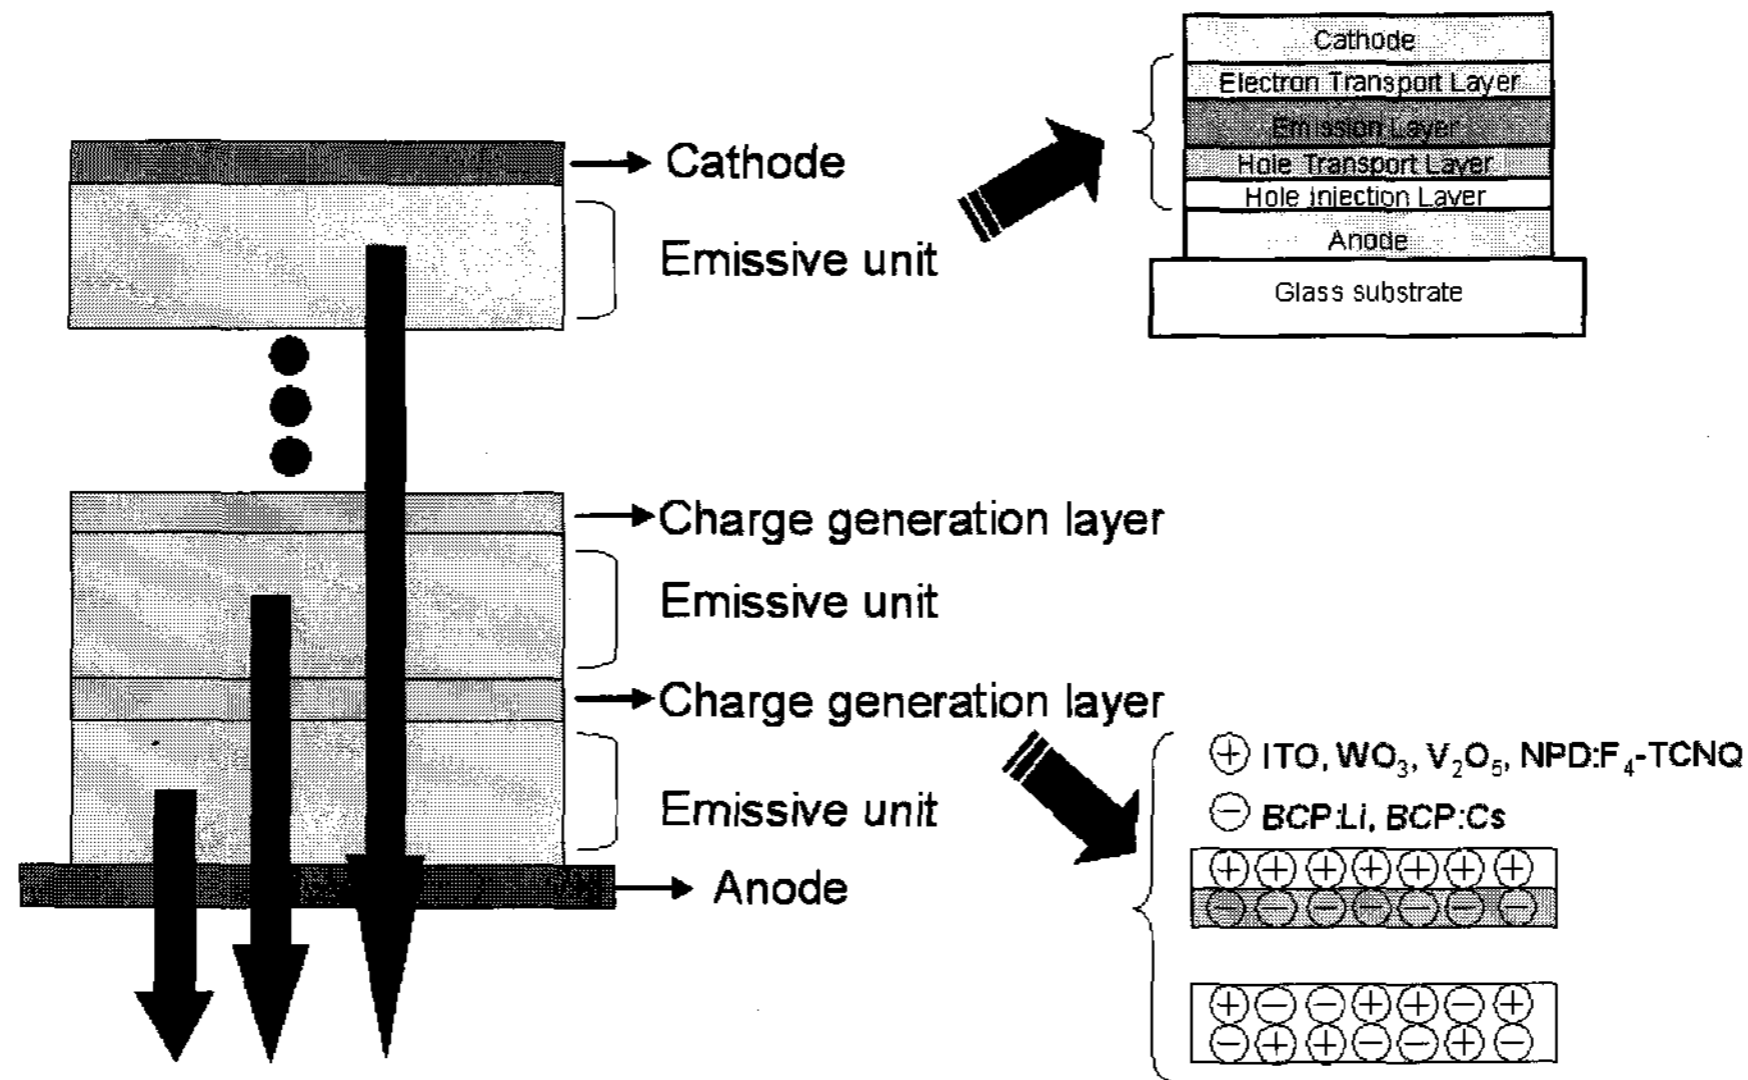 Cathode
Emissive unit
Charge generation layer
Emissive unit
Charge generation layer
Emissive unit
Anode
Cathode
Electron Transport Layer
Emission Layer
Hole Transport Layer
Hole Injection Layer
Anode
Glass substrate
⊕ ITO, WO₃, V₂O₅, NPD:F₄-TCNQ
⊖ BCP:Li, BCP:Cs
+ + + + + + +
− − − − − − −
+ − − + + − +
− + + − − + −